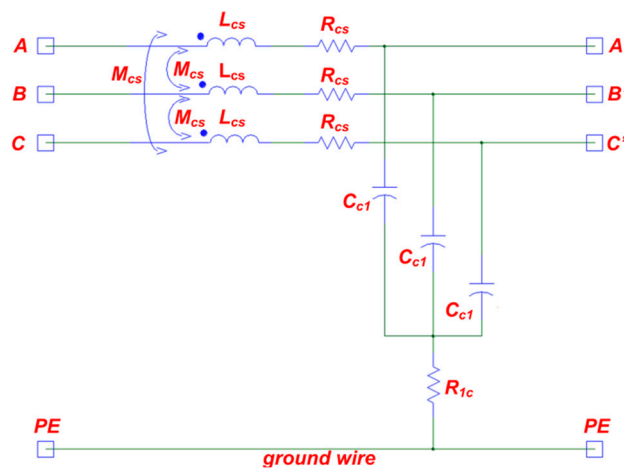 L_cs R_cs
A A
M_cs M_cs L_cs R_cs
B B
M_cs L_cs R_cs
C C'
C_c1
C_c1
C_c1
R_1c
PE PE
ground wire